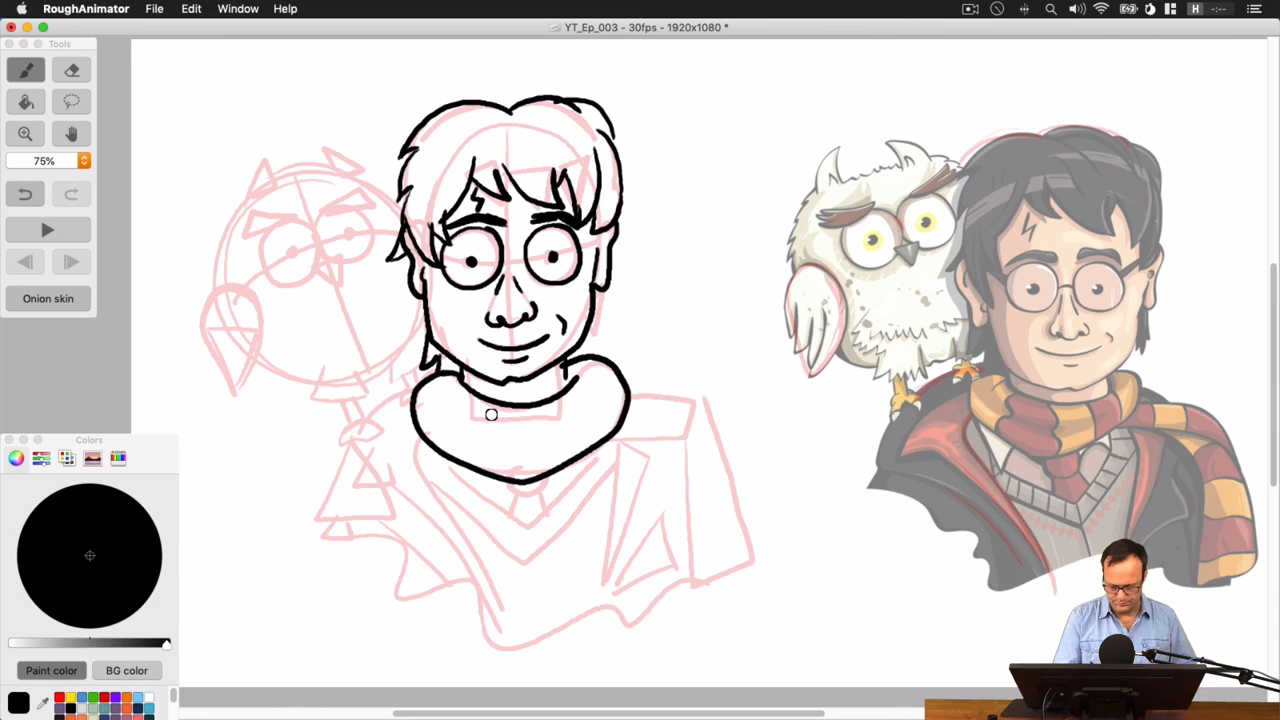 RoughAnimator File Edit Window Help
H -:--
YT_Ep_003 - 30fps - 1920x1080 *
Tools
75%
Onion skin
Colors
Paint color BG color